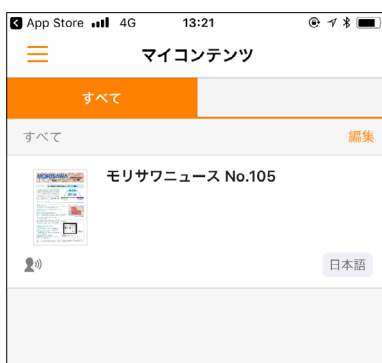 App Store 4G 13:21
マイコンテンツ
すべて
すべて 編集
モリサワニュース No.105
MORISAWA
日本語